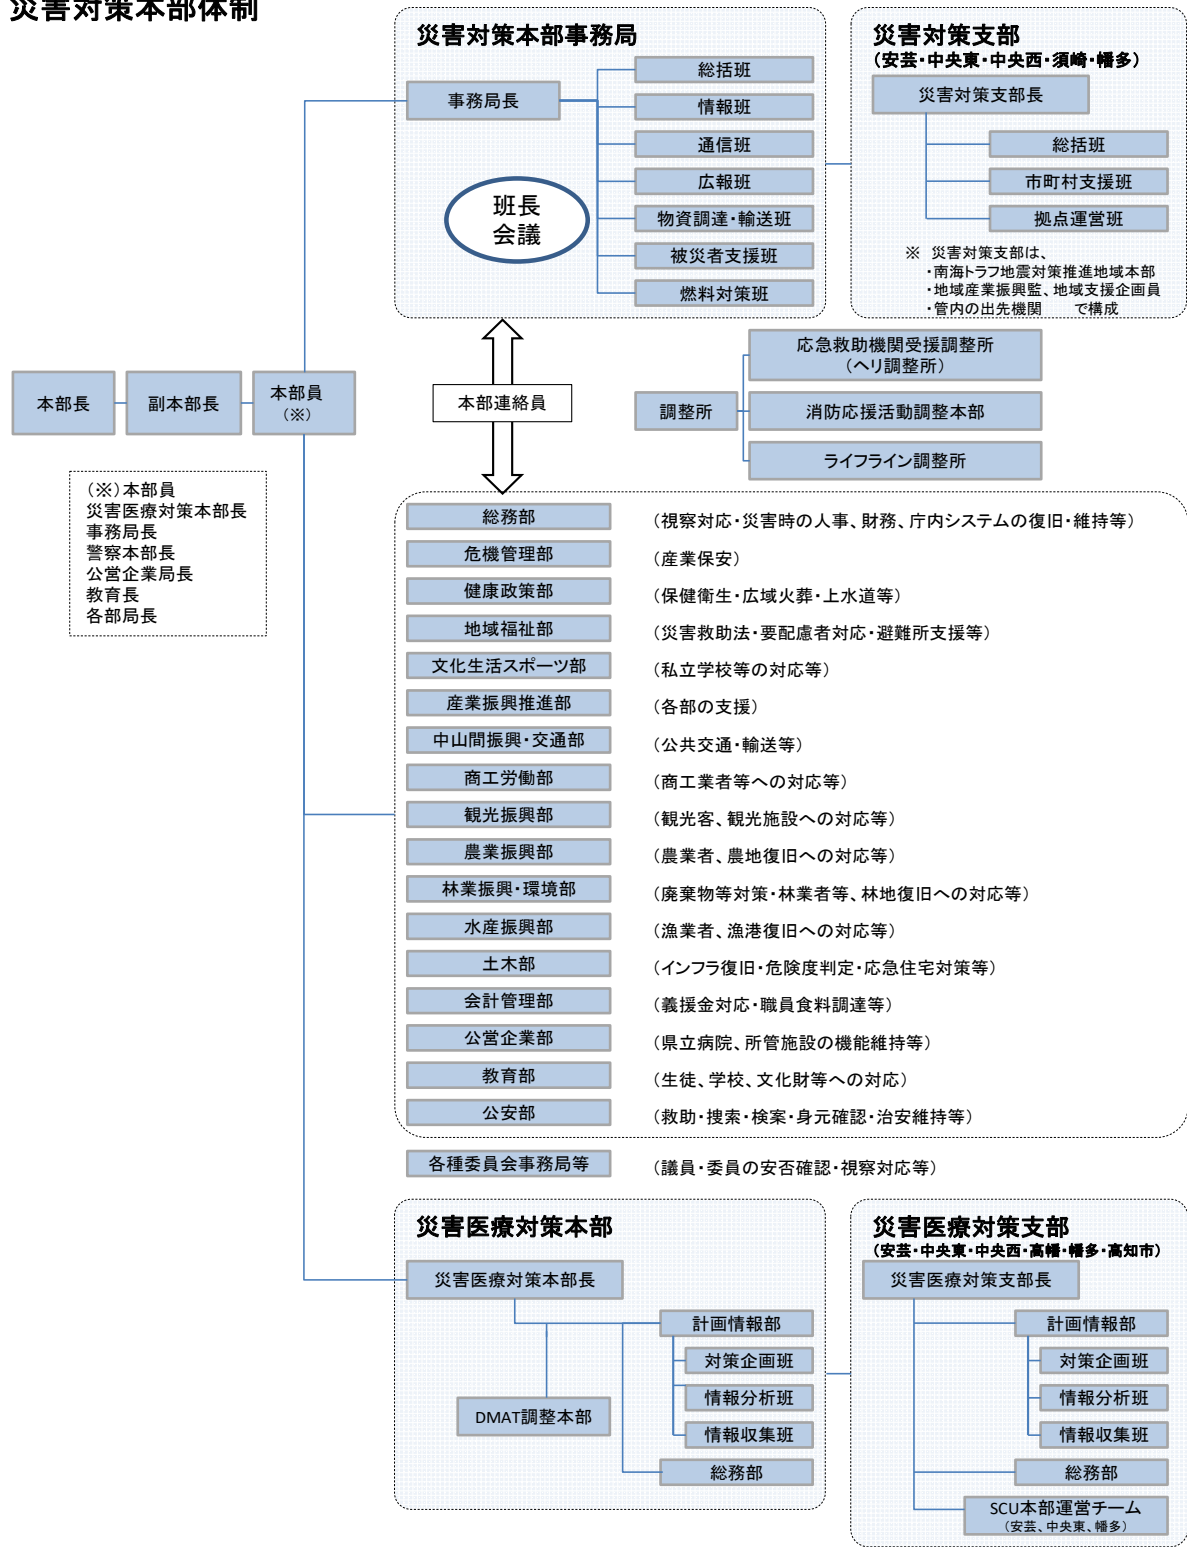 災害対策本部体制
災害対策本部事務局
事務局長
総括班
情報班
通信班
広報班
物資調達・輸送班
被災者支援班
燃料対策班
班長
会議
災害対策支部
（安芸・中央東・中央西・須崎・幡多）
災害対策支部長
総括班
市町村支援班
拠点運営班
※ 災害対策支部は、
・南海トラフ地震対策推進地域本部
・地域産業振興監、地域支援企画員
・管内の出先機関　　で構成
本部長
副本部長
本部員
（※）
本部連絡員
調整所
応急救助機関受援調整所
（ヘリ調整所）
消防応援活動調整本部
ライフライン調整所
（※）本部員
災害医療対策本部長
事務局長
警察本部長
公営企業局長
教育長
各部局長
総務部　（視察対応・災害時の人事、財務、庁内システムの復旧・維持等）
危機管理部　（産業保安）
健康政策部　（保健衛生・広域火葬・上水道等）
地域福祉部　（災害救助法・要配慮者対応・避難所支援等）
文化生活スポーツ部　（私立学校等の対応等）
産業振興推進部　（各部の支援）
中山間振興・交通部　（公共交通・輸送等）
商工労働部　（商工業者等への対応等）
観光振興部　（観光客、観光施設への対応等）
農業振興部　（農業者、農地復旧への対応等）
林業振興・環境部　（廃棄物等対策・林業者等、林地復旧への対応等）
水産振興部　（漁業者、漁港復旧への対応等）
土木部　（インフラ復旧・危険度判定・応急住宅対策等）
会計管理部　（義援金対応・職員食料調達等）
公営企業部　（県立病院、所管施設の機能維持等）
教育部　（生徒、学校、文化財等への対応）
公安部　（救助・捜索・検案・身元確認・治安維持等）
各種委員会事務局等　（議員・委員の安否確認・視察対応等）
災害医療対策本部
災害医療対策本部長
計画情報部
対策企画班
情報分析班
情報収集班
DMAT調整本部
総務部
災害医療対策支部
（安芸・中央東・中央西・高幡・幡多・高知市）
災害医療対策支部長
計画情報部
対策企画班
情報分析班
情報収集班
総務部
SCU本部運営チーム
（安芸、中央東、幡多）